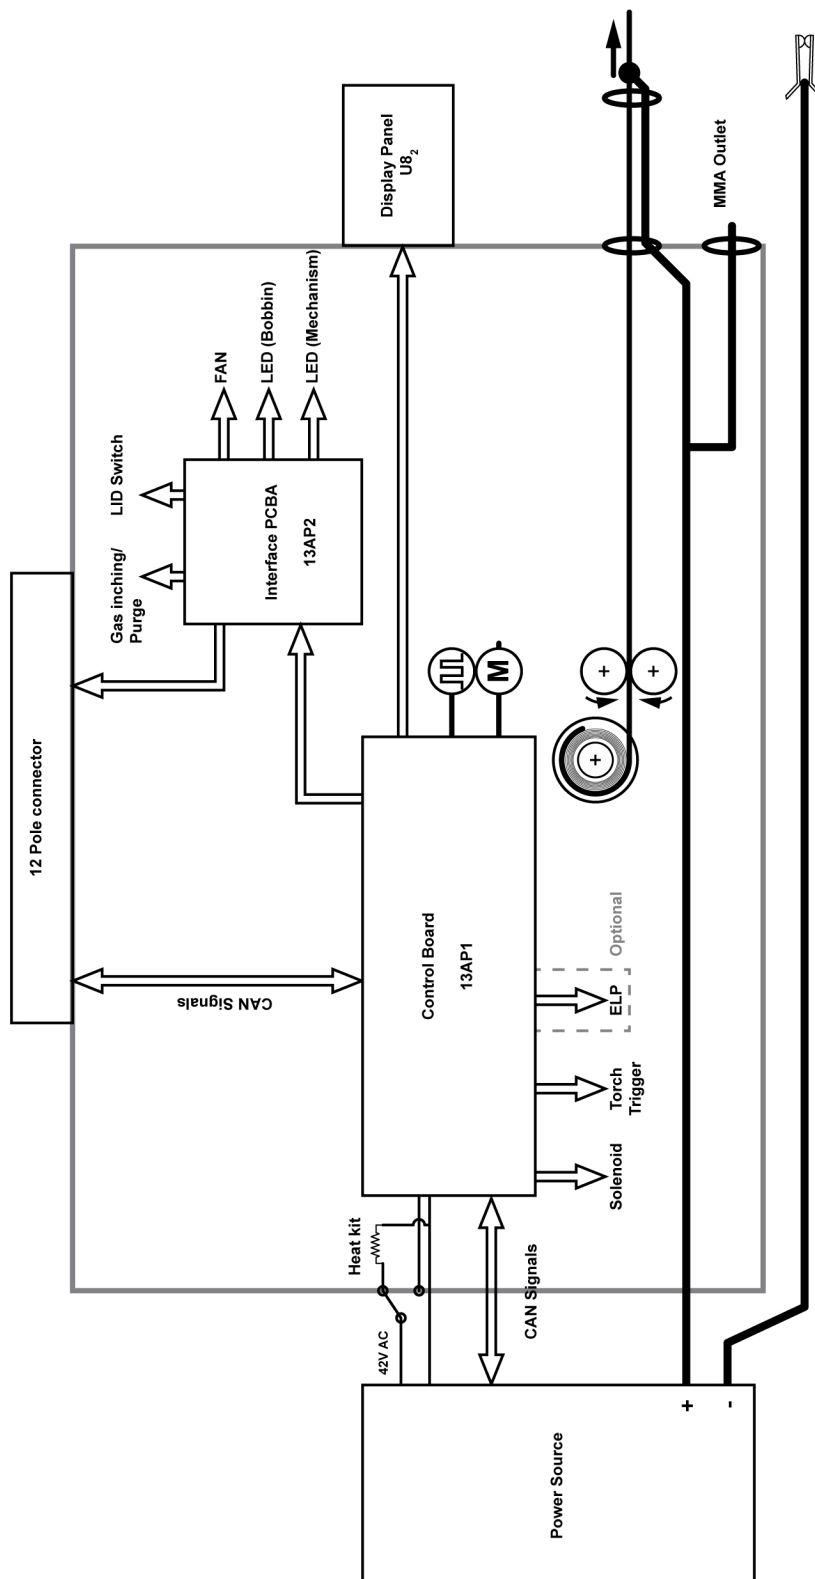 12 Pole connector
CAN Signals
Gas inching/
Purge
LID Switch
FAN
LED (Bobbin)
LED (Mechanism)
Interface PCBA
13AP2
Display Panel
U8₂
Heat kit
42V AC
Control Board
13AP1
CAN Signals
Solenoid
Torch
Trigger
ELP
Optional
M
+
+
+
MMA Outlet
Power Source
+
-